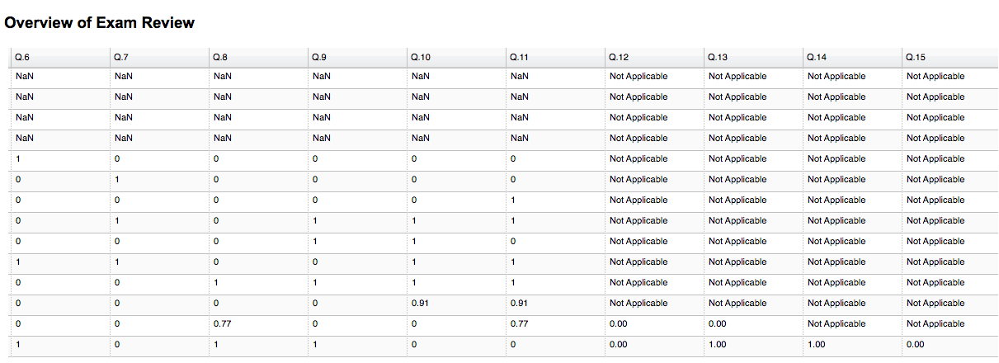 Overview of Exam Review
Q.6 Q.7 Q.8 Q.9 Q.10 Q.11 Q.12 Q.13 Q.14 Q.15
NaN NaN NaN NaN NaN NaN Not Applicable Not Applicable Not Applicable Not Applicable
NaN NaN NaN NaN NaN NaN Not Applicable Not Applicable Not Applicable Not Applicable
NaN NaN NaN NaN NaN NaN Not Applicable Not Applicable Not Applicable Not Applicable
NaN NaN NaN NaN NaN NaN Not Applicable Not Applicable Not Applicable Not Applicable
1 0 0 0 0 0 Not Applicable Not Applicable Not Applicable Not Applicable
0 1 0 0 0 0 Not Applicable Not Applicable Not Applicable Not Applicable
0 0 0 0 0 1 Not Applicable Not Applicable Not Applicable Not Applicable
0 1 0 1 1 1 Not Applicable Not Applicable Not Applicable Not Applicable
0 0 0 1 1 0 Not Applicable Not Applicable Not Applicable Not Applicable
1 1 0 0 1 1 Not Applicable Not Applicable Not Applicable Not Applicable
0 0 1 1 1 1 Not Applicable Not Applicable Not Applicable Not Applicable
0 0 0 0 0.91 0.91 Not Applicable Not Applicable Not Applicable Not Applicable
0 0 0.77 0 0 0.77 0.00 0.00 Not Applicable Not Applicable
1 0 1 1 0 0 0.00 1.00 1.00 0.00